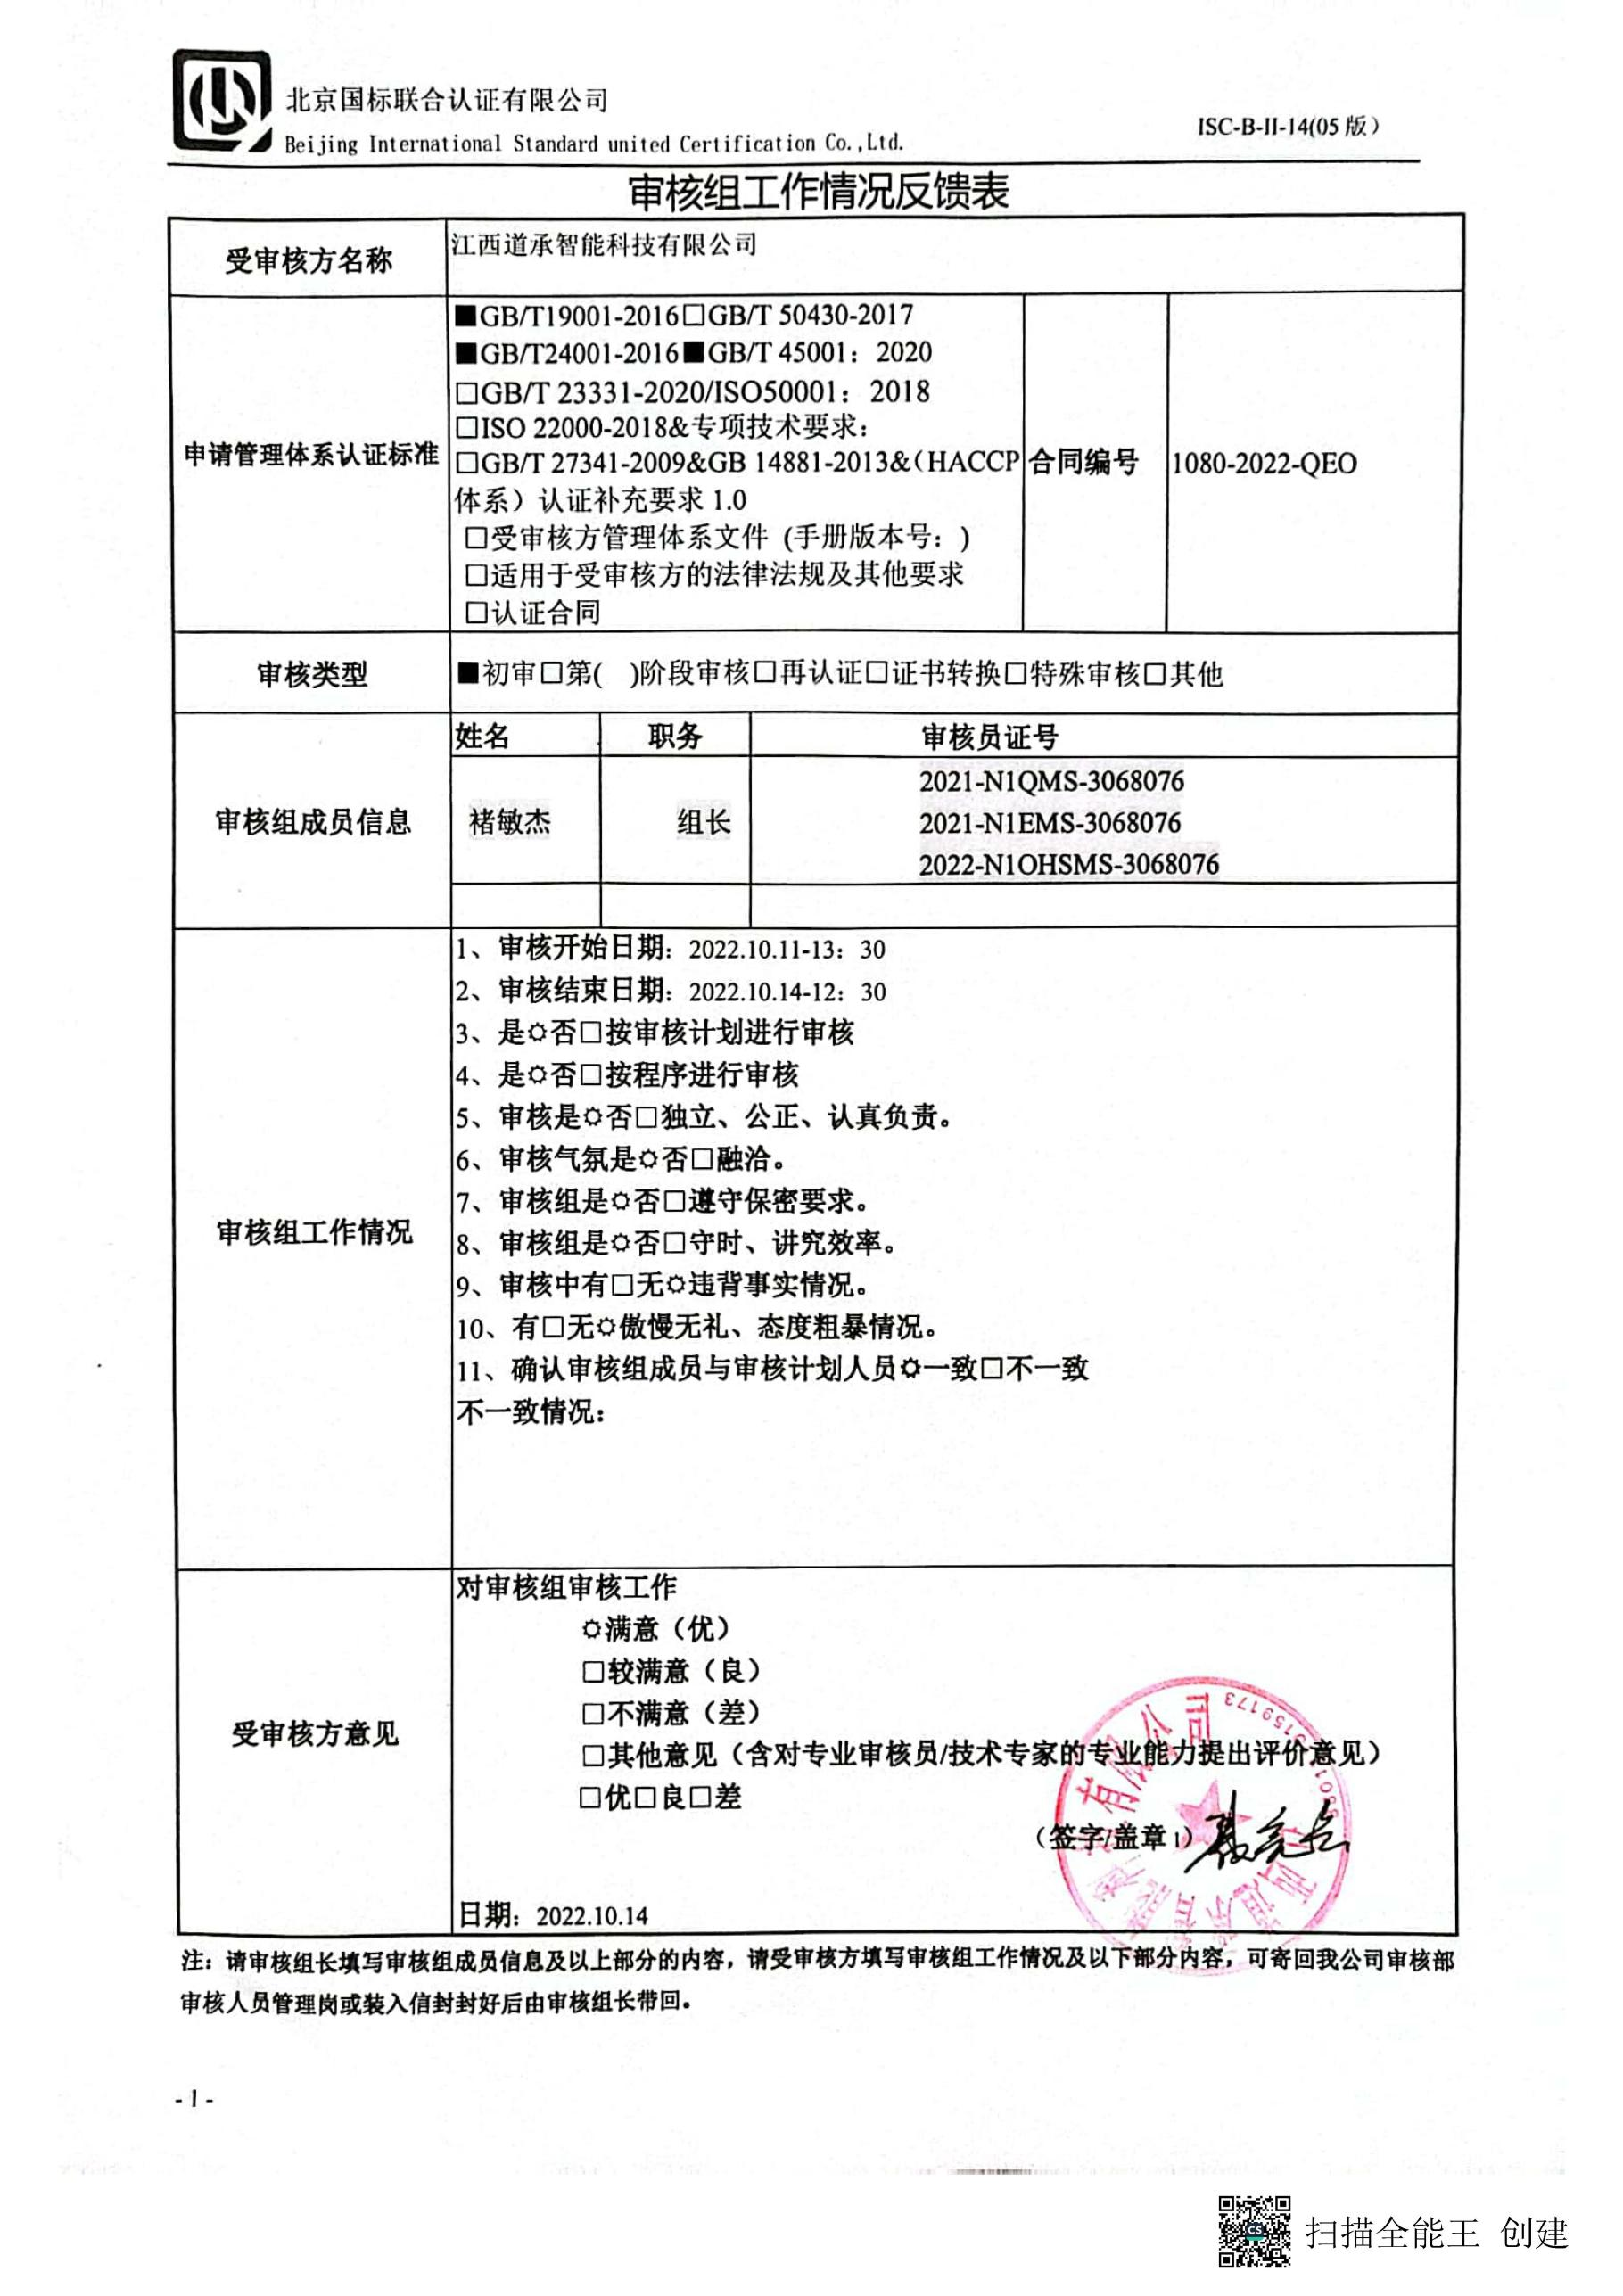 北京国标联合认证有限公司
Beijing International Standard united Certification Co.,Ltd.
ISC-B-II-14(05 版)
审核组工作情况反馈表
受审核方名称
江西道承智能科技有限公司
申请管理体系认证标准
■GB/T19001-2016□GB/T 50430-2017
■GB/T24001-2016■GB/T 45001：2020
□GB/T 23331-2020/ISO50001：2018
□ISO 22000-2018&专项技术要求：
□GB/T 27341-2009&GB 14881-2013&（HACCP
体系）认证补充要求 1.0
□受审核方管理体系文件 (手册版本号： )
□适用于受审核方的法律法规及其他要求
□认证合同
合同编号
1080-2022-QEO
审核类型
■初审□第( )阶段审核□再认证□证书转换□特殊审核□其他
审核组成员信息
姓名 职务 审核员证号
褚敏杰 组长
2021-N1QMS-3068076
2021-N1EMS-3068076
2022-N1OHSMS-3068076
审核组工作情况
1、审核开始日期：2022.10.11-13：30
2、审核结束日期：2022.10.14-12：30
3、是✩否□按审核计划进行审核
4、是✩否□按程序进行审核
5、审核是✩否□独立、公正、认真负责。
6、审核气氛是✩否□融洽。
7、审核组是✩否□遵守保密要求。
8、审核组是✩否□守时、讲究效率。
9、审核中有□无✩违背事实情况。
10、有□无✩傲慢无礼、态度粗暴情况。
11、确认审核组成员与审核计划人员✩一致□不一致
不一致情况：
受审核方意见
对审核组审核工作
✩满意（优）
□较满意（良）
□不满意（差）
□其他意见（含对专业审核员/技术专家的专业能力提出评价意见）
□优□良□差
（签字/盖章）
日期：2022.10.14
注：请审核组长填写审核组成员信息及以上部分的内容，请受审核方填写审核组工作情况及以下部分内容，可寄回我公司审核部
审核人员管理岗或装入信封封好后由审核组长带回。
- 1 -
CS
扫描全能王 创建